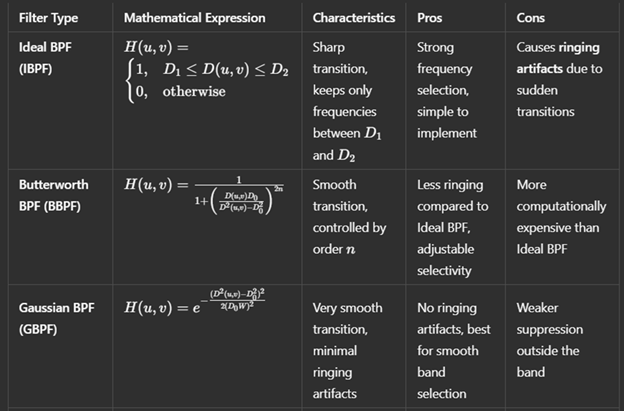 Filter Type Mathematical Expression Characteristics Pros Cons
Ideal BPF H(u, v) = Sharp Strong Causes ringing
(IBPF) { 1, D₁ ≤ D(u, v) ≤ D₂ transition, frequency artifacts due to
0, otherwise keeps only selection, sudden
frequencies simple to transitions
between D₁ implement
and D₂
Butterworth H(u, v) = 1 / (1+(D(u,v)D₀ / (D²(u,v)−D₀²))²ⁿ) Smooth Less ringing More
BPF (BBPF) transition, compared to computationally
controlled by Ideal BPF, expensive than
order n adjustable Ideal BPF
selectivity
Gaussian BPF H(u, v) = e^(−(D²(u,v)−D₀²)² / (2(D₀W)²)) Very smooth No ringing Weaker
(GBPF) transition, artifacts, best suppression
minimal for smooth outside the
ringing band band
artifacts selection